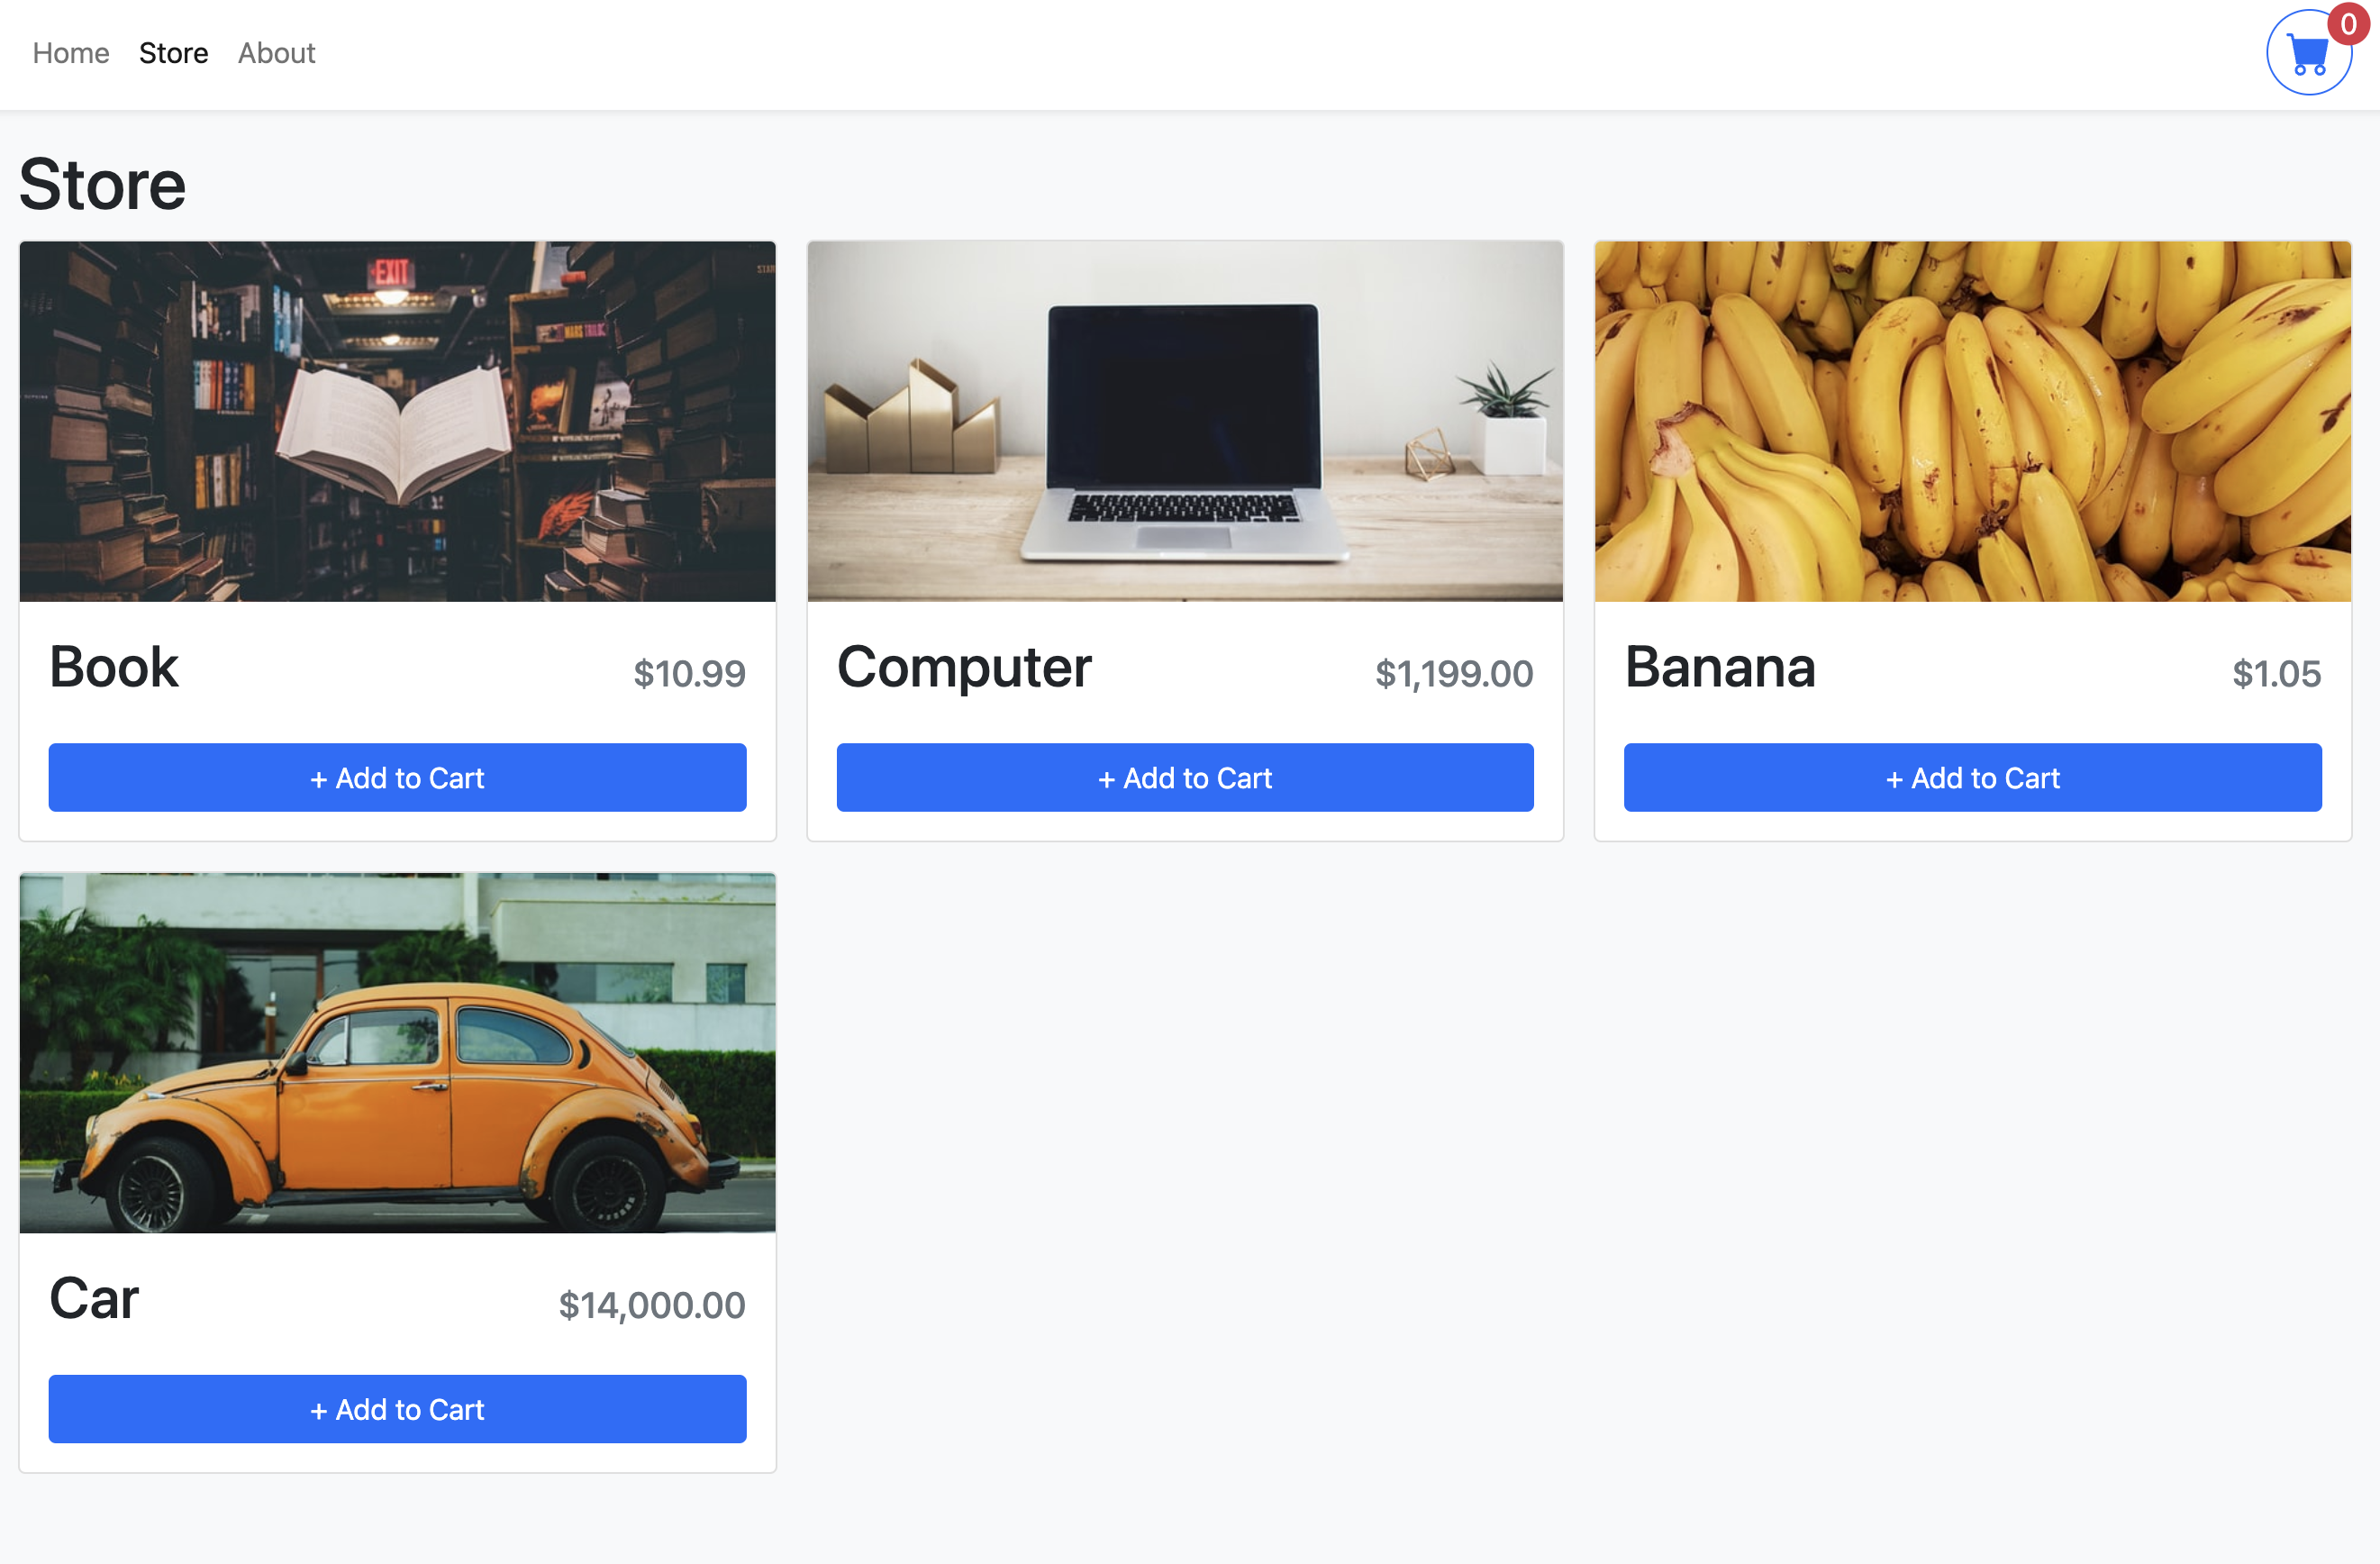 Home Store About
0
Store
EXIT
MARS
Book $10.99
+ Add to Cart
Computer $1,199.00
+ Add to Cart
Banana $1.05
+ Add to Cart
Car $14,000.00
+ Add to Cart